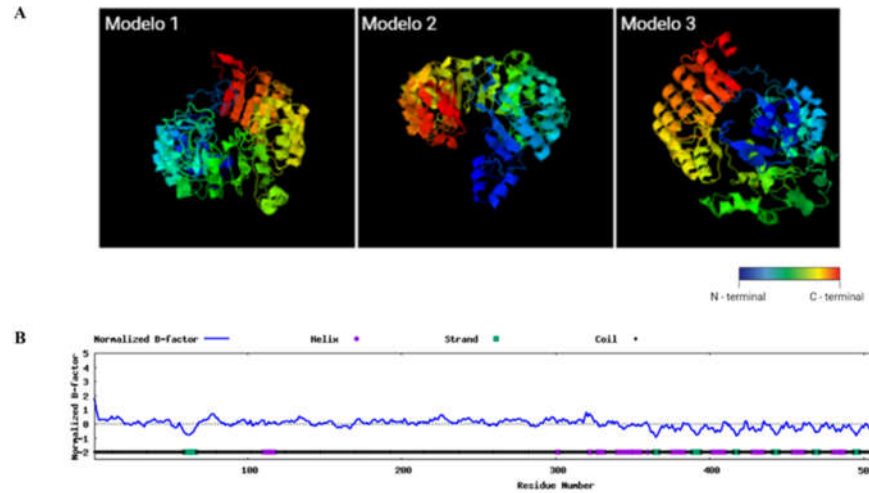 A
Modelo 1
Modelo 2
Modelo 3
N - terminal
C - terminal
B
Normalized B-factor
Helix
Strand
Coil
Normalized B-factor
5
4
3
2
1
0
-1
-2
100
200
300
400
50
Residue Number